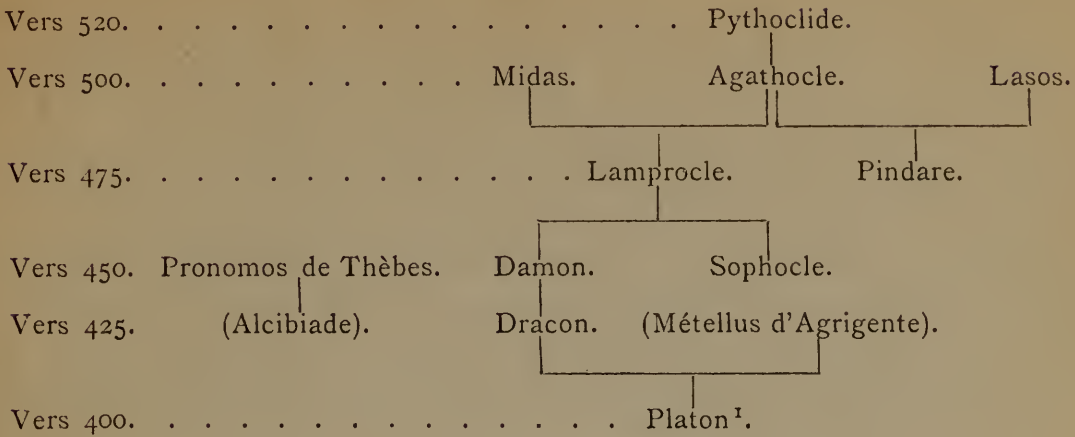 Vers 520. . . . . . . . . . . . . . . . Pythoclide.
Vers 500. . . . . . . . . . Midas. Agathocle. Lasos.
Vers 475. . . . . . . . . . . . . Lamprocle. Pindare.
Vers 450. Pronomos de Thèbes. Damon. Sophocle.
Vers 425. (Alcibiade). Dracon. (Métellus d'Agrigente).
Vers 400. . . . . . . . . . . . . . . Platon¹.